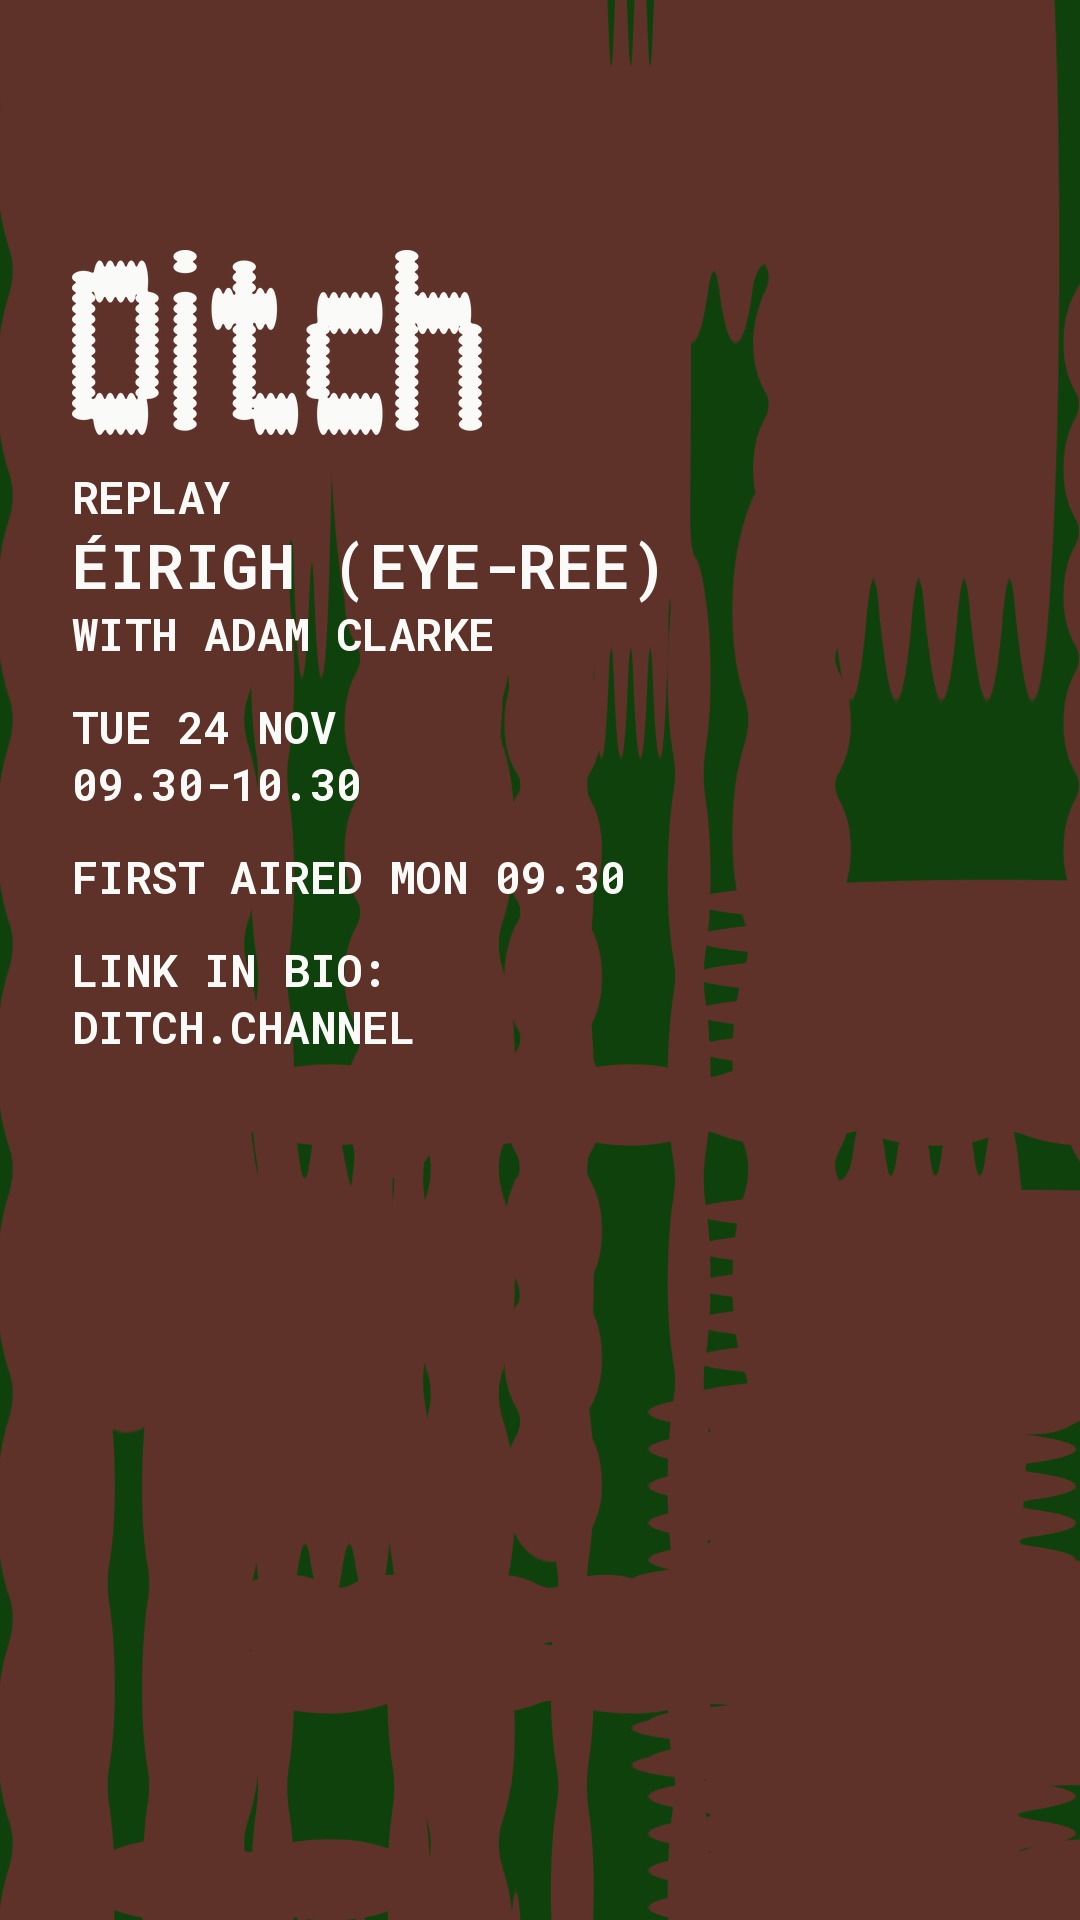 Ditch
REPLAY
ÉIRIGH (EYE-REE)
WITH ADAM CLARKE
TUE 24 NOV
09.30-10.30
FIRST AIRED MON 09.30
LINK IN BIO:
DITCH.CHANNEL